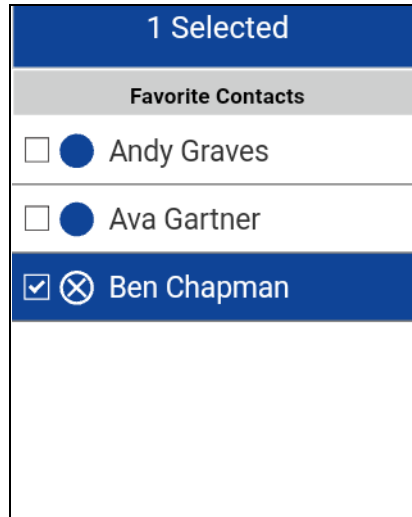 1 Selected
Favorite Contacts
Andy Graves
Ava Gartner
Ben Chapman